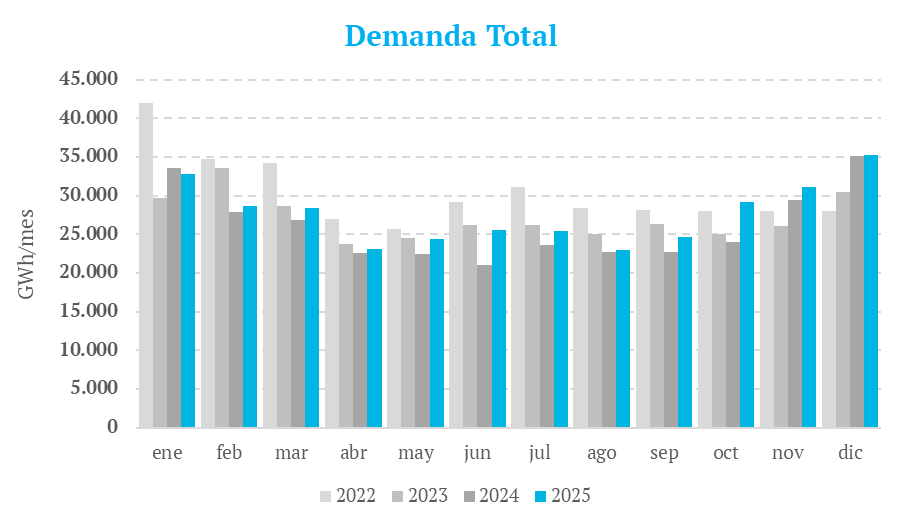 Demanda Total
45.000
40.000
35.000
30.000
25.000
20.000
15.000
10.000
5.000
0
GWh/mes
ene feb mar abr may jun jul ago sep oct nov dic
2022 2023 2024 2025